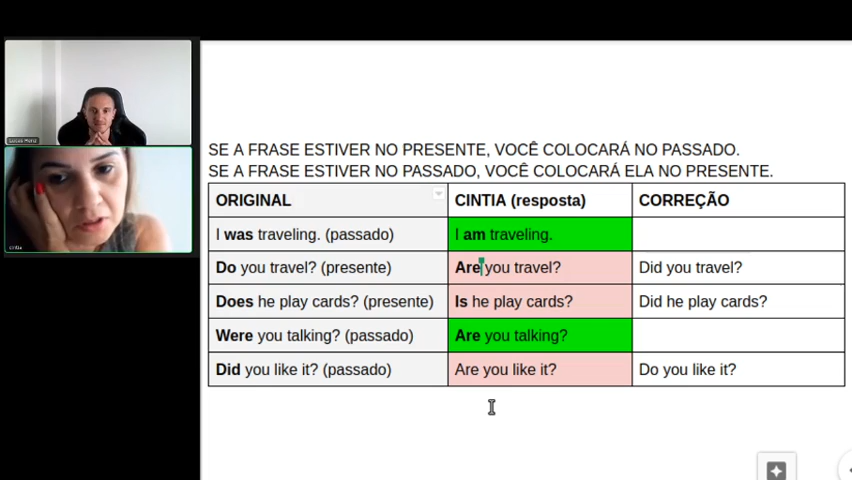 SE A FRASE ESTIVER NO PRESENTE, VOCÊ COLOCARÁ NO PASSADO.
SE A FRASE ESTIVER NO PASSADO, VOCÊ COLOCARÁ ELA NO PRESENTE.
ORIGINAL CINTIA (resposta) CORREÇÃO
I was traveling. (passado) I am traveling.
Do you travel? (presente) Are you travel? Did you travel?
Does he play cards? (presente) Is he play cards? Did he play cards?
Were you talking? (passado) Are you talking?
Did you like it? (passado) Are you like it? Do you like it?